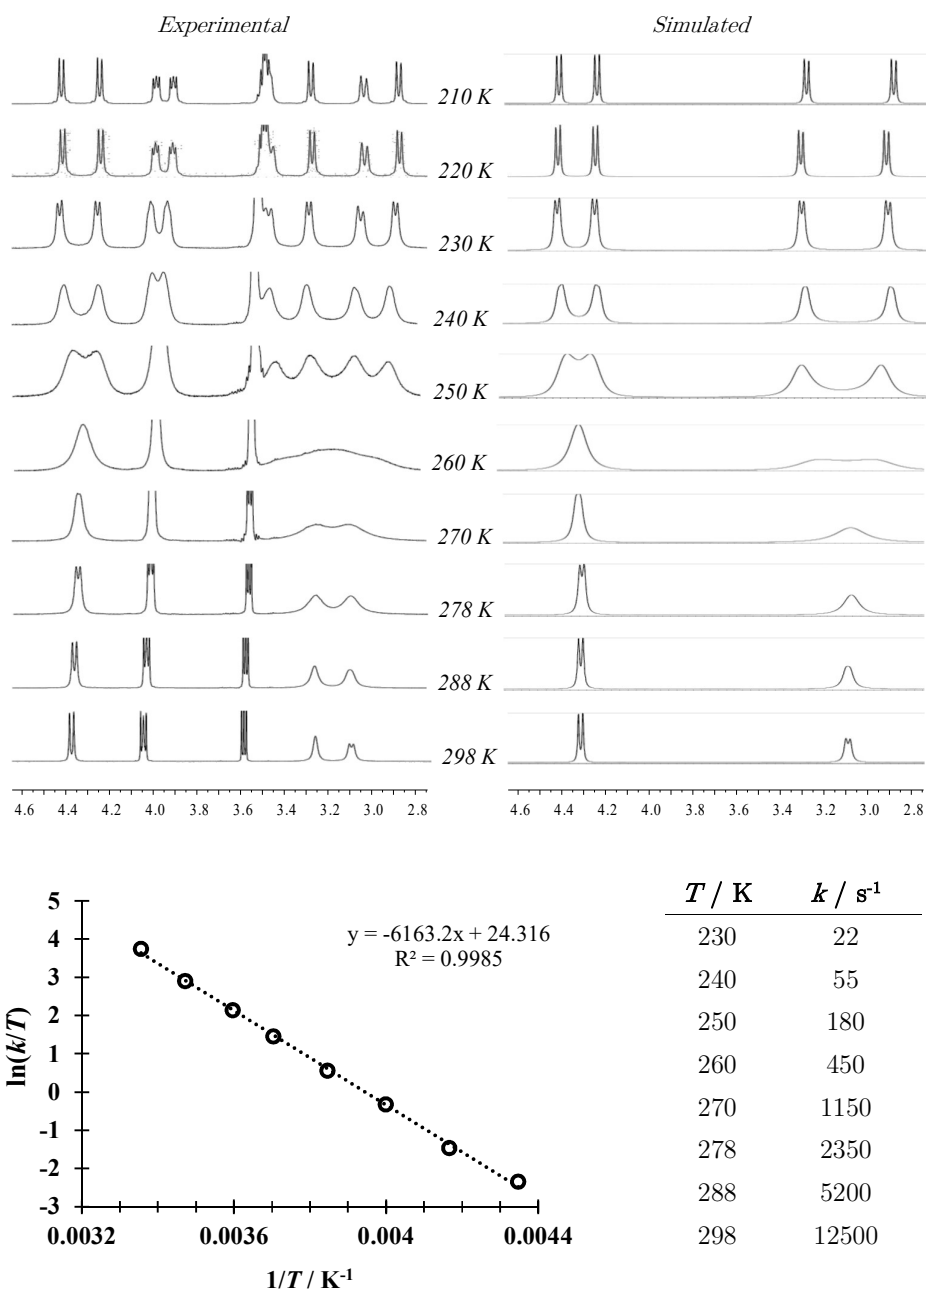 Experimental Simulated
210 K
220 K
230 K
240 K
250 K
260 K
270 K
278 K
288 K
298 K
4.6 4.4 4.2 4.0 3.8 3.6 3.4 3.2 3.0 4.6 4.4 4.2 4.0 3.8 3.6 3.4 3.2 3.0 2.8
5
4
3
2
1
0
-1
-2
-3
ln(k/T)
y = -6163.2x + 24.316
R² = 0.9985
0.0032 0.0036 0.004 0.0044
1/T / K⁻¹
T / K k / s⁻¹
230 22
240 55
250 180
260 450
270 1150
278 2350
288 5200
298 12500